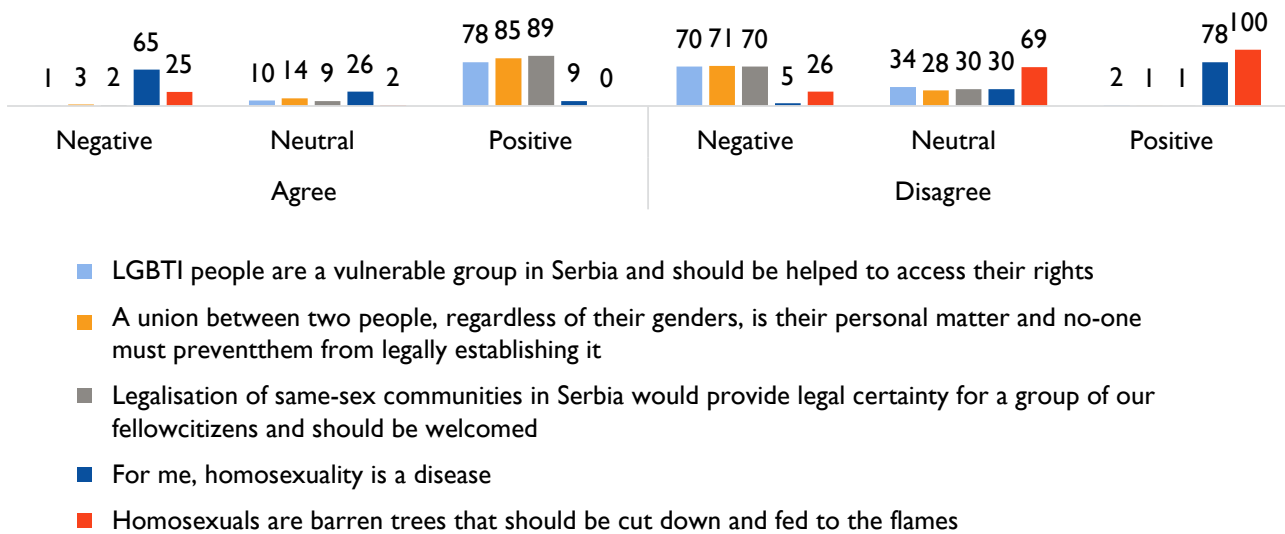 1 3 2 65 25 10 14 9 26 2 78 85 89 9 0 70 71 70 5 26 34 28 30 30 69 2 1 1 78 100
Negative Neutral Positive Negative Neutral Positive
Agree Disagree
LGBTI people are a vulnerable group in Serbia and should be helped to access their rights
A union between two people, regardless of their genders, is their personal matter and no-one
must preventthem from legally establishing it
Legalisation of same-sex communities in Serbia would provide legal certainty for a group of our
fellowcitizens and should be welcomed
For me, homosexuality is a disease
Homosexuals are barren trees that should be cut down and fed to the flames